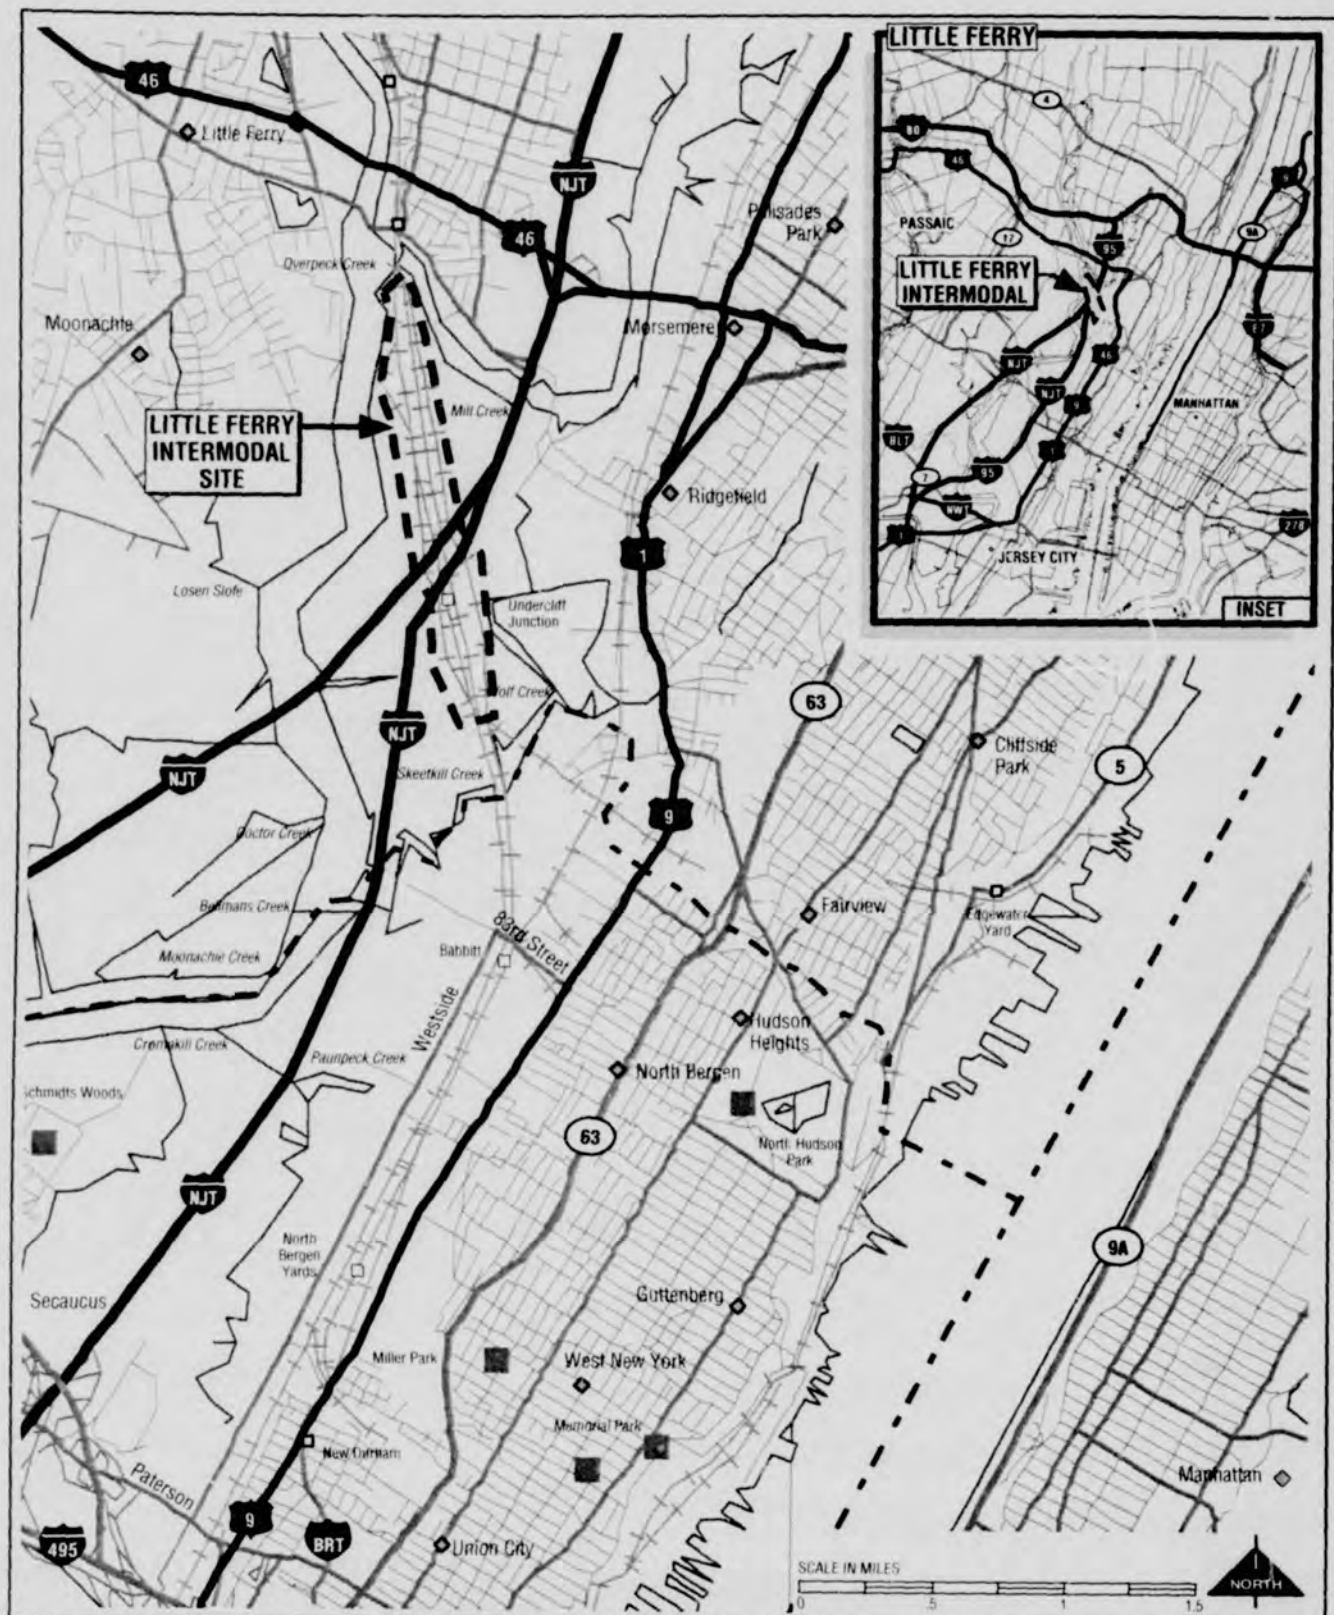 LITTLE FERRY
46
Little Ferry
NJT
4
80
46
PASSAIC
17
9A
95
LITTLE FERRY
INTERMODAL
Palisades
Park
46
Overpeck Creek
Moonachie
Morsemere
87
NJT
46
NJT
MANHATTAN
LITTLE FERRY
INTERMODAL
SITE
Mill Creek
7
95
1
278
1
JERSEY CITY
INSET
Ridgefield
1
Losen Slofe
Undercliff
Junction
Wolf Creek
63
NJT
NJT
Skeetkill Creek
Cliffside
Park
5
9
Doctor Creek
Bellmans Creek
Fairview
Edgewater
Yard
Moonachie Creek
83rd Street
Babbitt
Westside
Hudson
Heights
Cromakill Creek
Paunpeck Creek
North Bergen
Schmidts Woods
63
North Hudson
Park
NJT
North
Bergen
Yards
9A
Secaucus
Guttenberg
Miller Park
West New York
Memorial Park
New Durham
Paterson
Manhattan
9
495
BRT
Union City
SCALE IN MILES
0 .5 1 1.5
NORTH